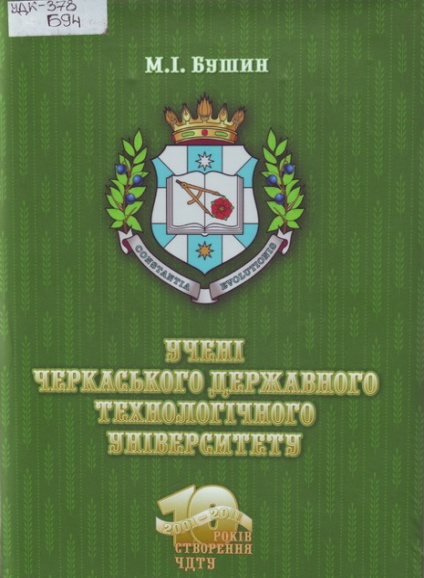 УДК-378
Б94
М.І. Бушин
CONSTANTIA EVOLUTIONIS
УЧЕНІ
ЧЕРКАСЬКОГО ДЕРЖАВНОГО
ТЕХНОЛОГІЧНОГО
УНІВЕРСИТЕТУ
10
РОКІВ
СТВОРЕННЯ
ЧДТУ